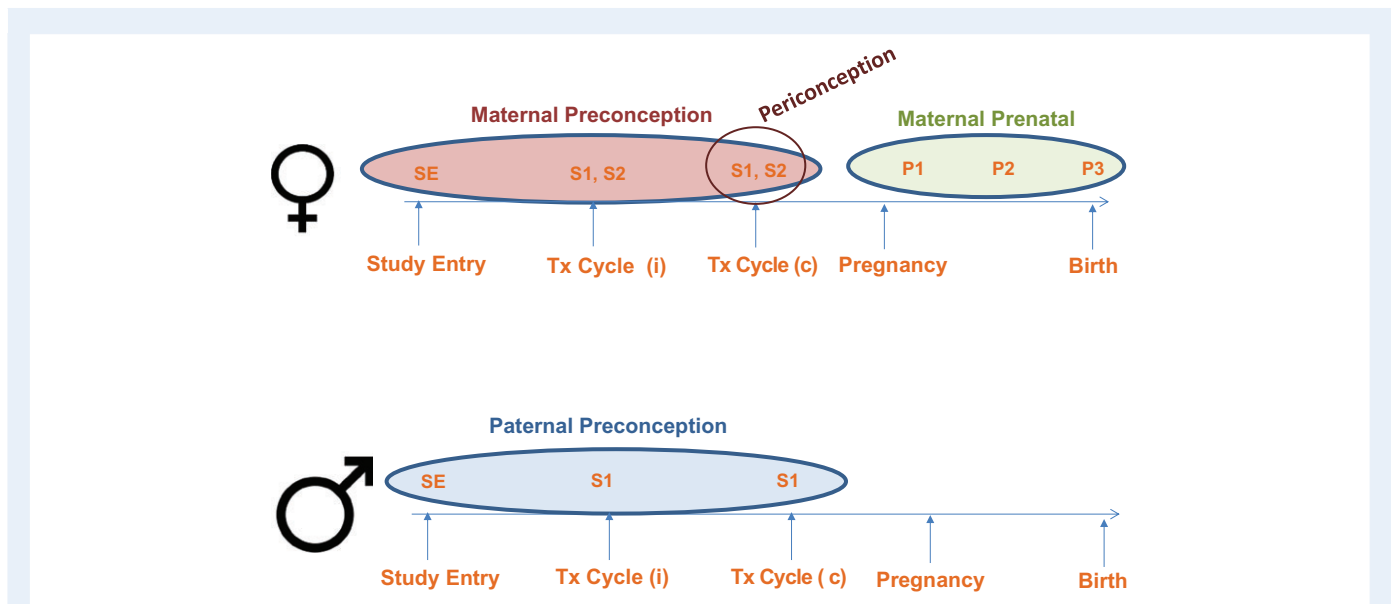 Periconception
Maternal Preconception
Maternal Prenatal
SE
S1, S2
S1, S2
P1
P2
P3
Study Entry
Tx Cycle (i)
Tx Cycle (c)
Pregnancy
Birth
Paternal Preconception
SE
S1
S1
Study Entry
Tx Cycle (i)
Tx Cycle ( c)
Pregnancy
Birth